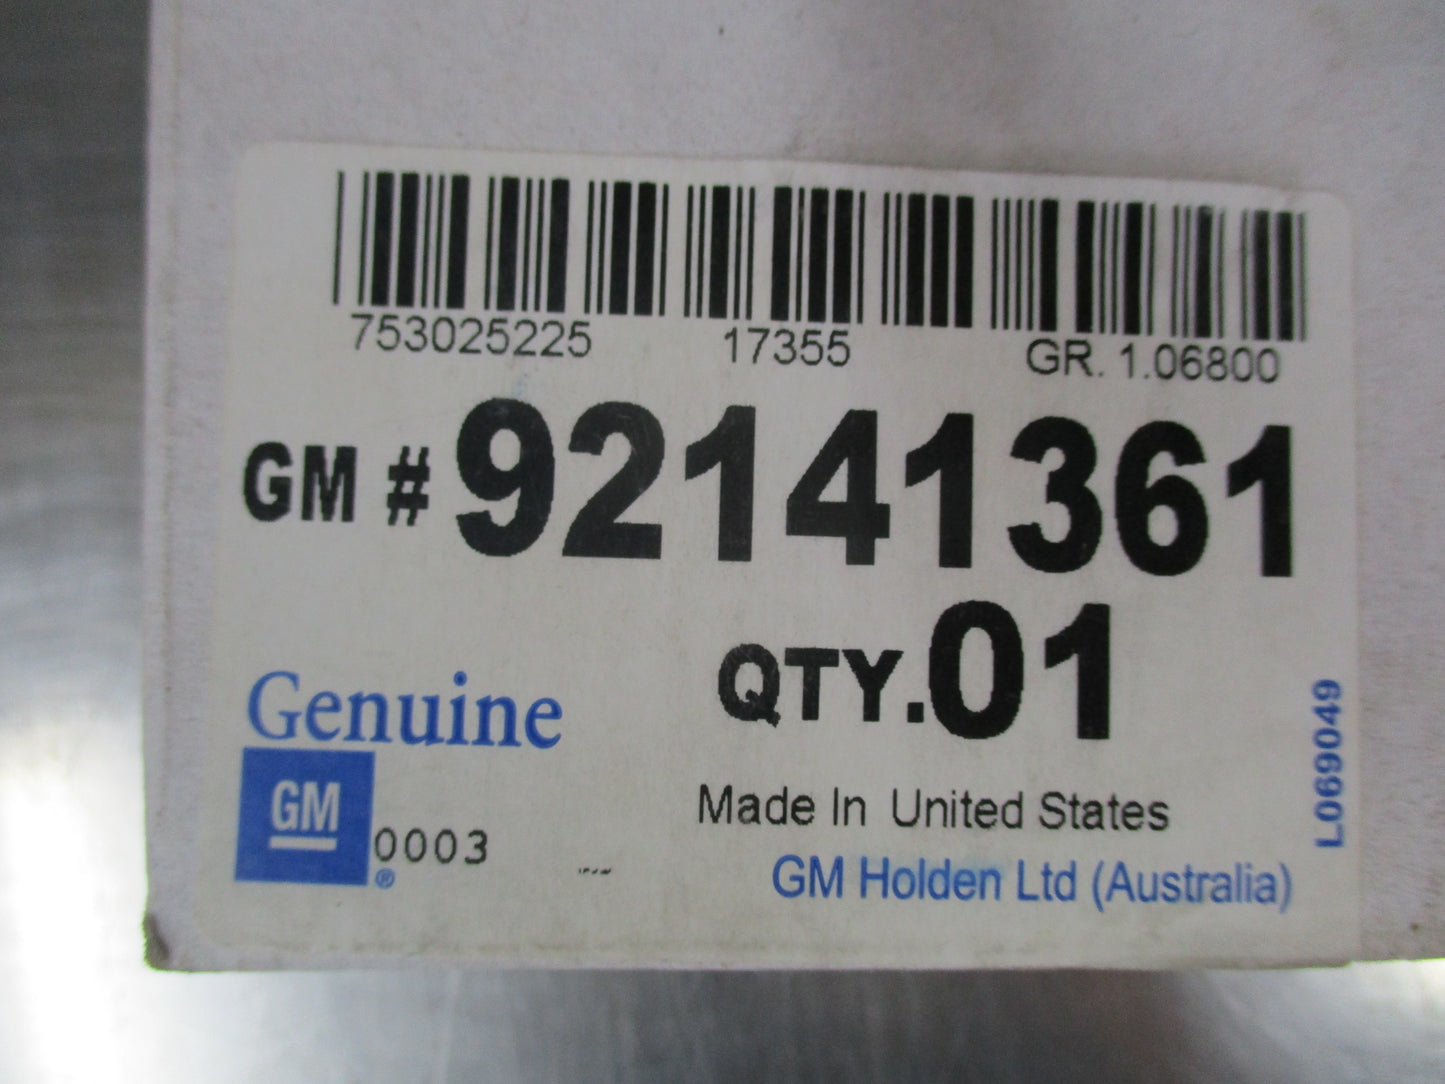 753025225 17355 GR. 1.06800
GM # 92141361
QTY. 01
Genuine
GM
®
0003
Made In United States
GM Holden Ltd (Australia)
L069049